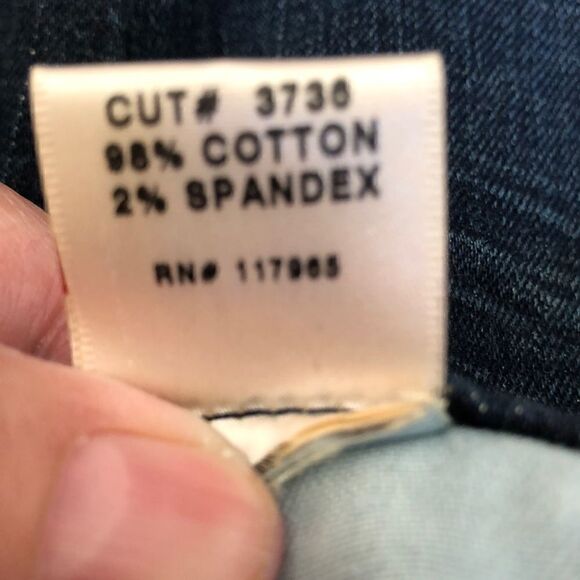 CUT# 3736
98% COTTON
2% SPANDEX
RN# 117965